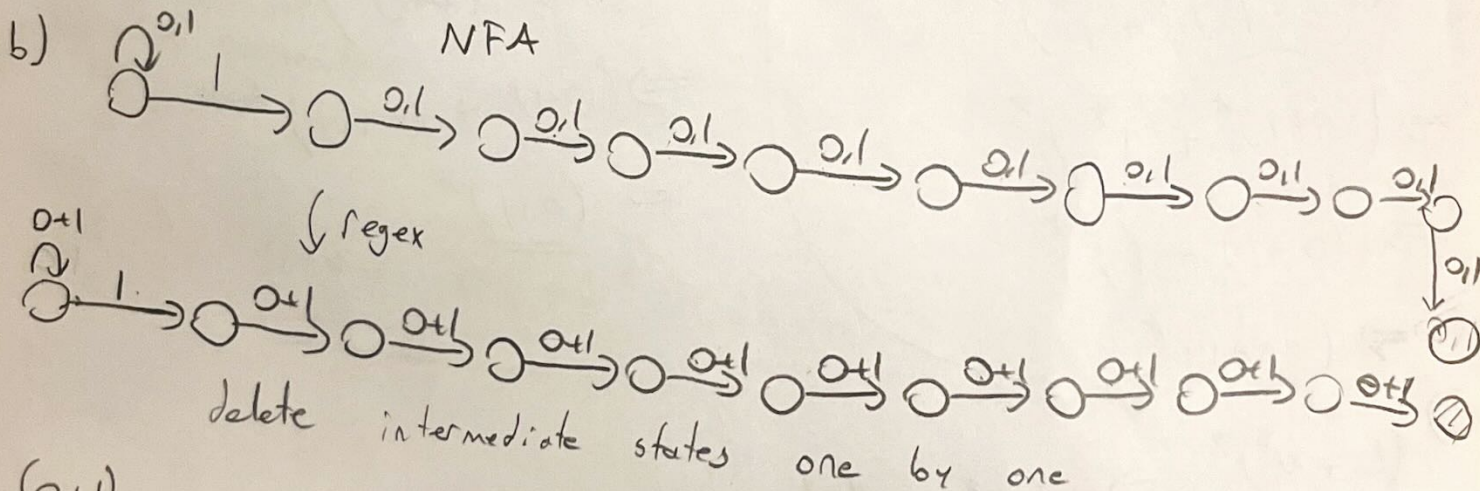 b) 0,1 NFA
1 0,1 0,1 0,1 0,1 0,1 0,1 0,1 0,1
0,1
↓ regex
0+1
1 0+1 0+1 0+1 0+1 0+1 0+1 0+1 0+1 0+1
delete intermediate states one by one